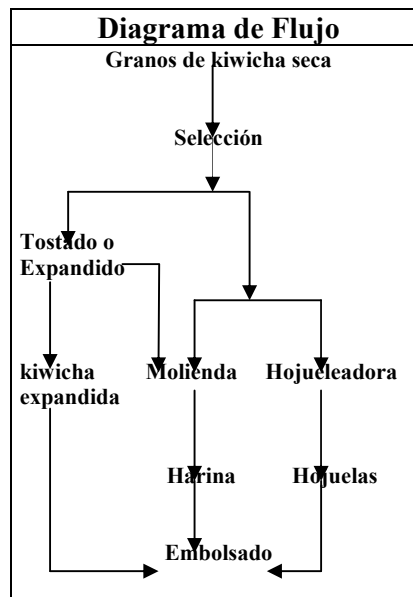 Diagrama de Flujo
Granos de kiwicha seca
Selección
Tostado o
Expandido
kiwicha
expandida
Molienda
Hojueleadora
Harina
Hojuelas
Embolsado